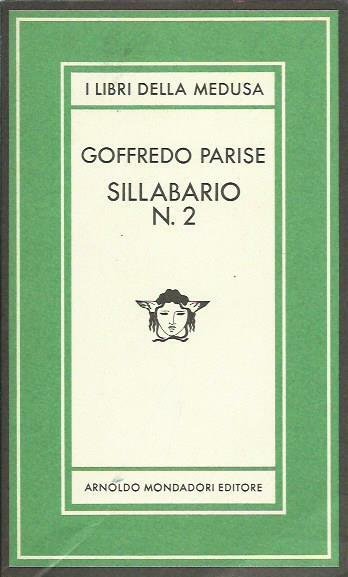 I LIBRI DELLA MEDUSA
GOFFREDO PARISE
SILLABARIO
N. 2
ARNOLDO MONDADORI EDITORE